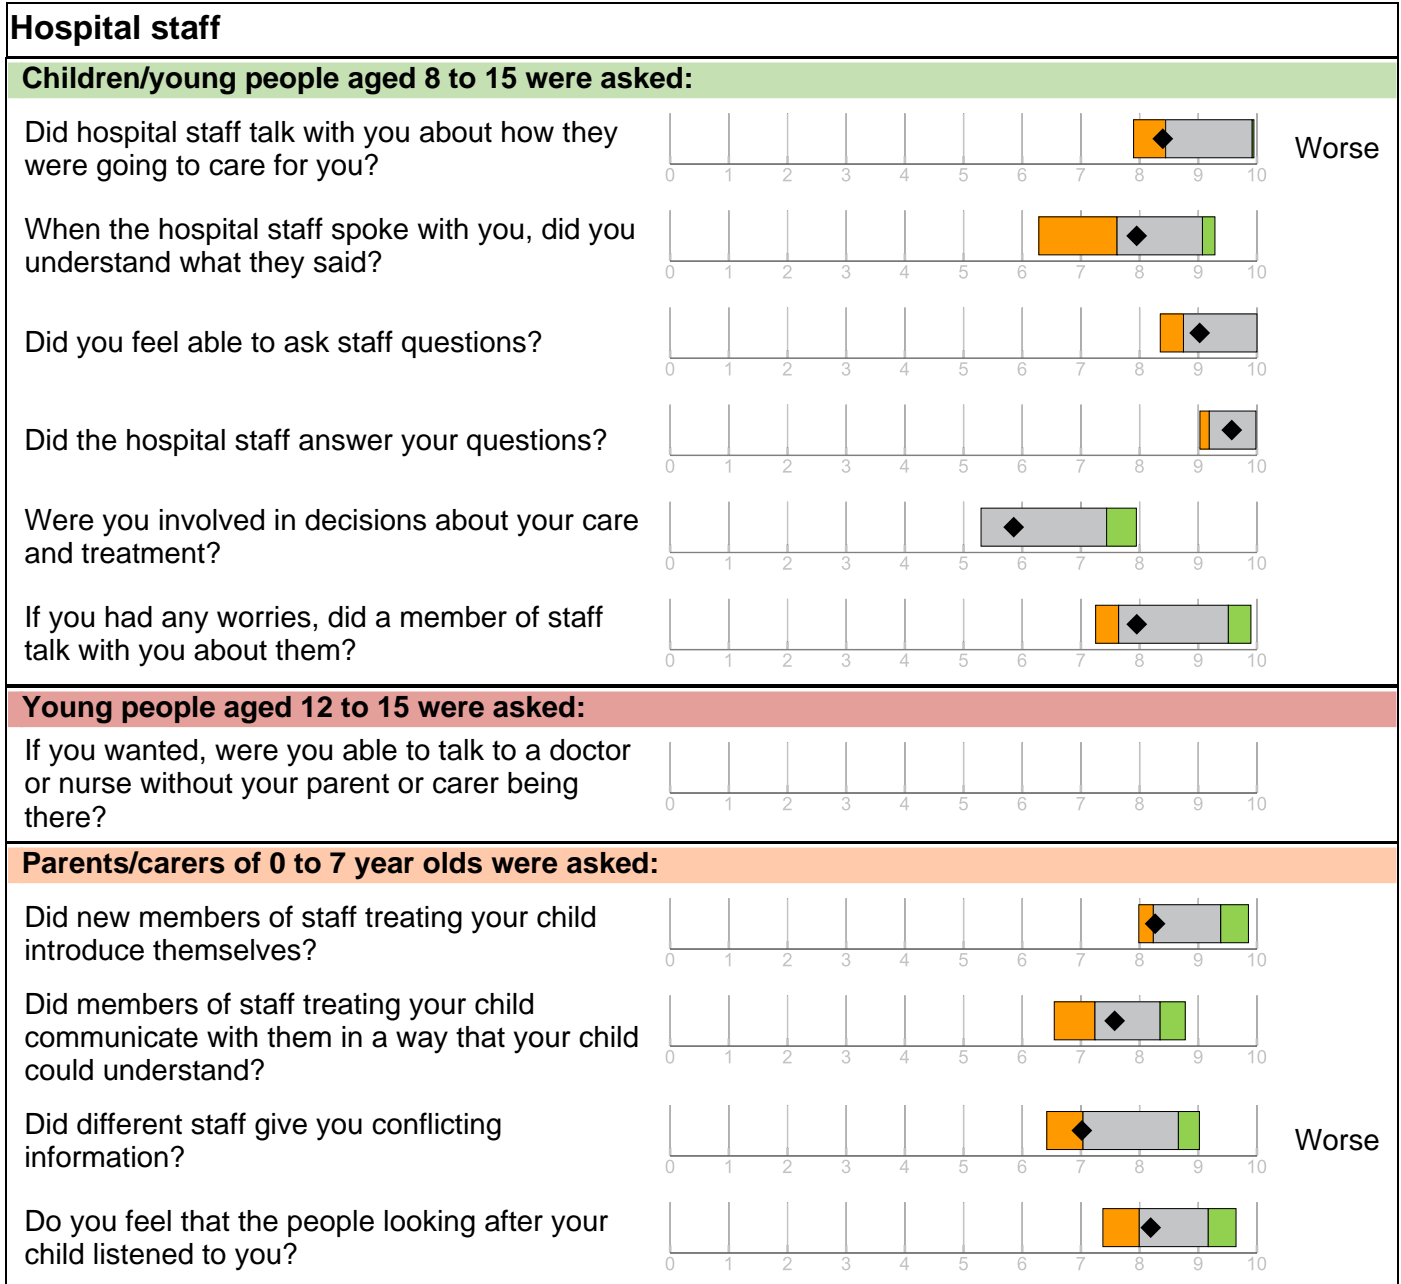 Hospital staff
Children/young people aged 8 to 15 were asked:
Did hospital staff talk with you about how they
were going to care for you?
0 1 2 3 4 5 6 7 8 9 10
Worse
When the hospital staff spoke with you, did you
understand what they said?
0 1 2 3 4 5 6 7 8 9 10
Did you feel able to ask staff questions?
0 1 2 3 4 5 6 7 8 9 10
Did the hospital staff answer your questions?
0 1 2 3 4 5 6 7 8 9 10
Were you involved in decisions about your care
and treatment?
0 1 2 3 4 5 6 7 8 9 10
If you had any worries, did a member of staff
talk with you about them?
0 1 2 3 4 5 6 7 8 9 10
Young people aged 12 to 15 were asked:
If you wanted, were you able to talk to a doctor
or nurse without your parent or carer being
there?
0 1 2 3 4 5 6 7 8 9 10
Parents/carers of 0 to 7 year olds were asked:
Did new members of staff treating your child
introduce themselves?
0 1 2 3 4 5 6 7 8 9 10
Did members of staff treating your child
communicate with them in a way that your child
could understand?
0 1 2 3 4 5 6 7 8 9 10
Did different staff give you conflicting
information?
0 1 2 3 4 5 6 7 8 9 10
Worse
Do you feel that the people looking after your
child listened to you?
0 1 2 3 4 5 6 7 8 9 10